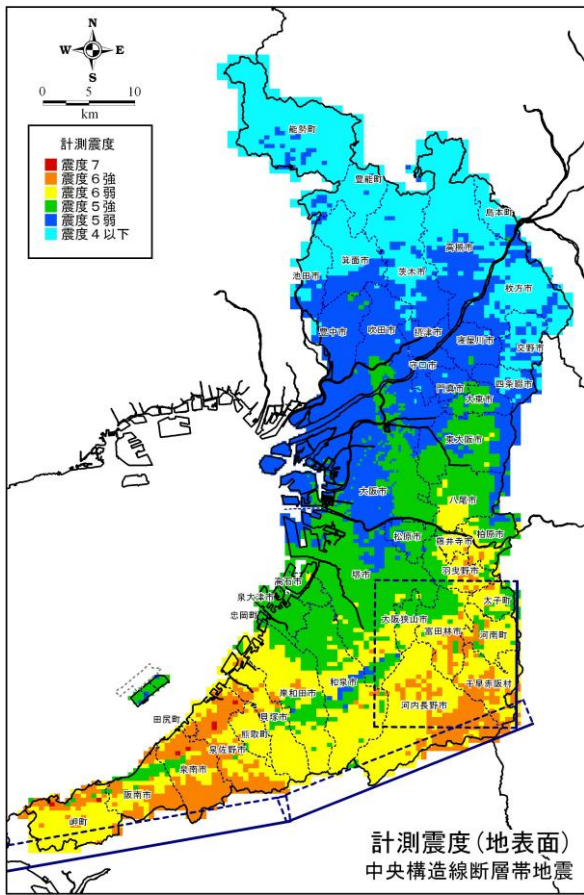 N
W E
S
0 5 10
km
計測震度
震度7
震度6強
震度6弱
震度5強
震度5弱
震度4以下
能勢町
豊能町
島本町
高槻市
箕面市
茨木市
池田市
枚方市
豊中市
吹田市
摂津市
寝屋川市
交野市
守口市
門真市
四条畷市
大東市
東大阪市
大阪市
八尾市
松原市
柏原市
藤井寺市
羽曳野市
堺市
高石市
泉大津市
太子町
忠岡町
大阪狭山市
富田林市
河南町
和泉市
千早赤阪村
岸和田市
河内長野市
貝塚市
田尻町
熊取町
泉佐野市
泉南市
阪南市
岬町
計測震度(地表面)
中央構造線断層帯地震